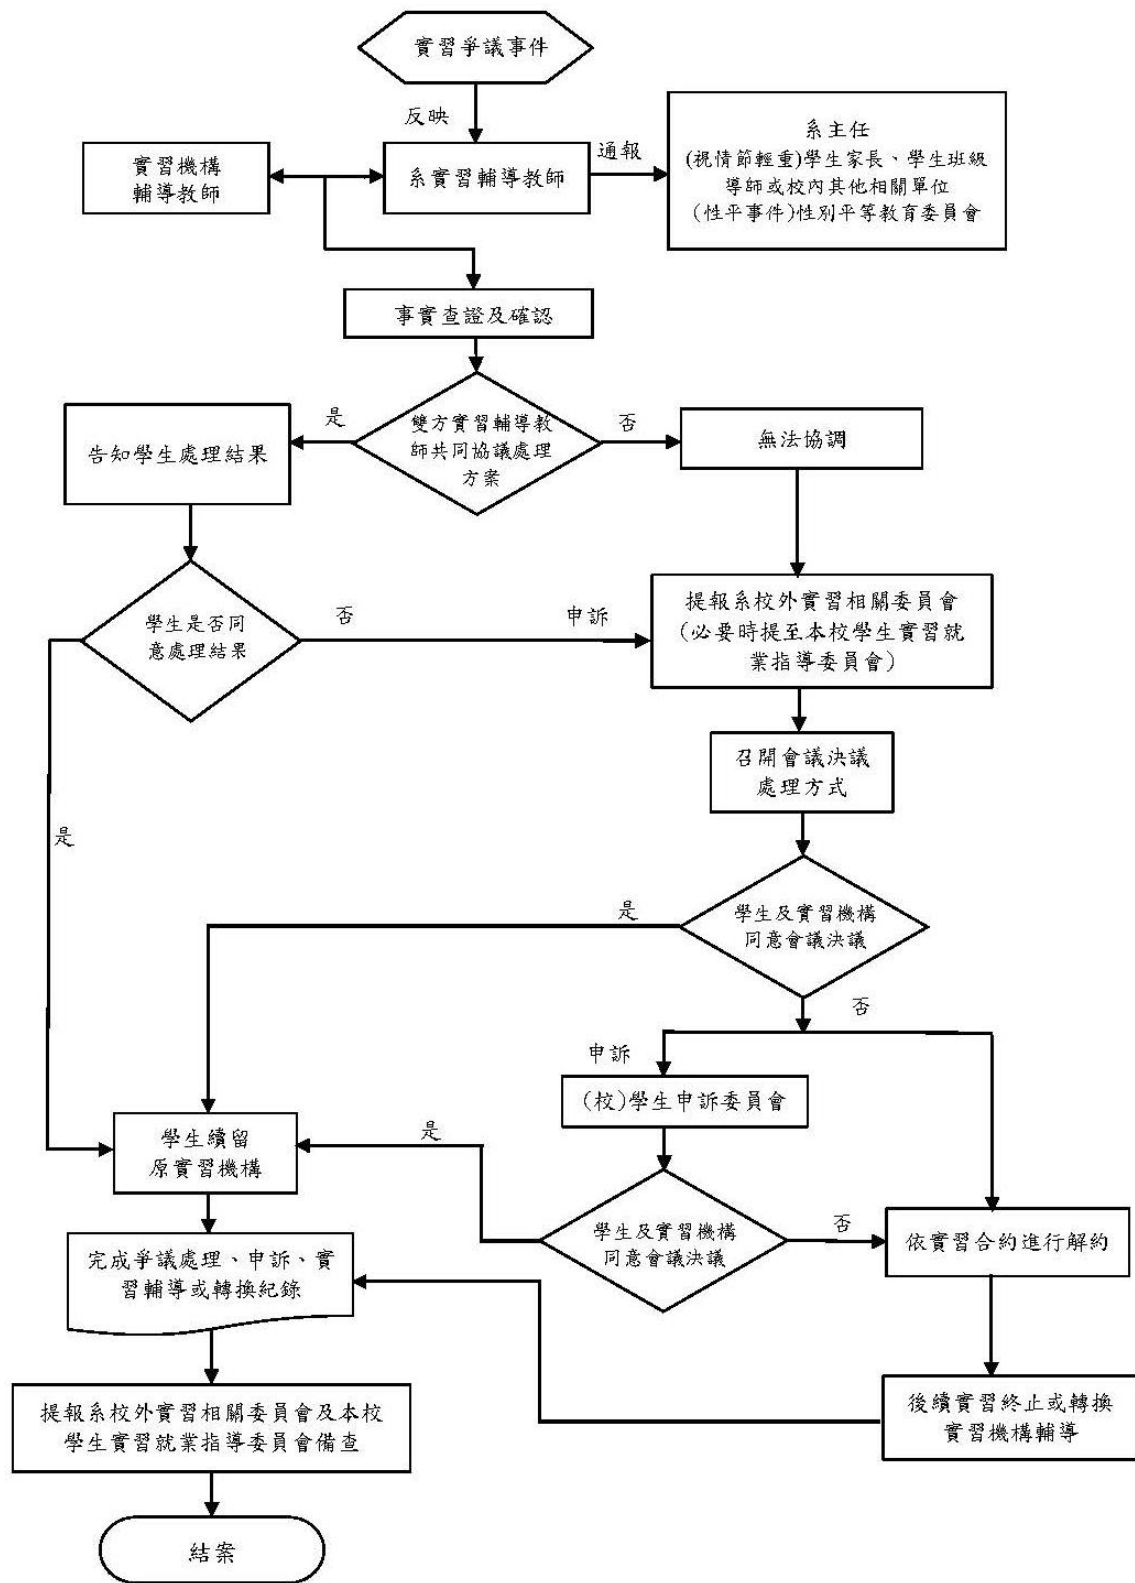 實習爭議事件
反映
實習機構
輔導教師
系實習輔導教師
通報
系主任
(視情節輕重)學生家長、學生班級
導師或校內其他相關單位
(性平事件)性別平等教育委員會
事實查證及確認
雙方實習輔導教
師共同協議處理
方案
是
否
告知學生處理結果
無法協調
學生是否同
意處理結果
否
申訴
提報系校外實習相關委員會
(必要時提至本校學生實習就
業指導委員會)
召開會議決議
處理方式
是
學生及實習機構
同意會議決議
是
否
申訴
(校)學生申訴委員會
學生續留
原實習機構
是
學生及實習機構
同意會議決議
否
依實習合約進行解約
完成爭議處理、申訴、實
習輔導或轉換紀錄
後續實習終止或轉換
實習機構輔導
提報系校外實習相關委員會及本校
學生實習就業指導委員會備查
結案